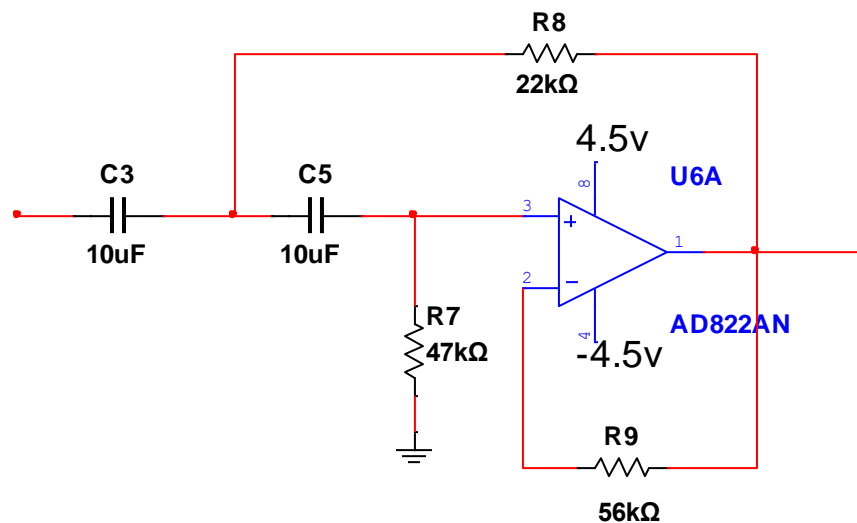 R8
22kΩ
4.5v
C3
C5
U6A
8
3
+
10uF
10uF
1
2
−
R7
47kΩ
4
AD822AN
-4.5v
R9
56kΩ